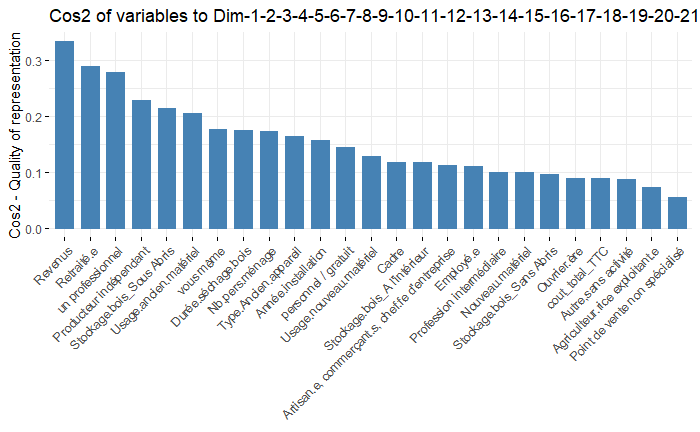 Cos2 of variables to Dim-1-2-3-4-5-6-7-8-9-10-11-12-13-14-15-16-17-18-19-20-21
Cos2 - Quality of representation
0.3
0.2
0.1
0.0
Revenus
Retraité.e
un professionnel
Producteur Indépendant
Stockage.bois_Sous Abris
Usage.ancien.matériel
vous même
Durée.séchage.bois
Nb.pers.ménage
Type.Ancien.appareil
Année.Installation
personnel / gratuit
Usage.nouveau.matériel
Cadre
Stockage.bois_A l'Intérieur
Artisan.e, commerçant.s, chef.fe d'entreprise
Employé.e
Profession intermédiaire
Nouveau.matériel
Stockage.bois_Sans Abris
Ouvrier.ère
cout_total_TTC
Autre.sans activité
Agriculteur.rice exploitant.e
Point de vente non spécialisé